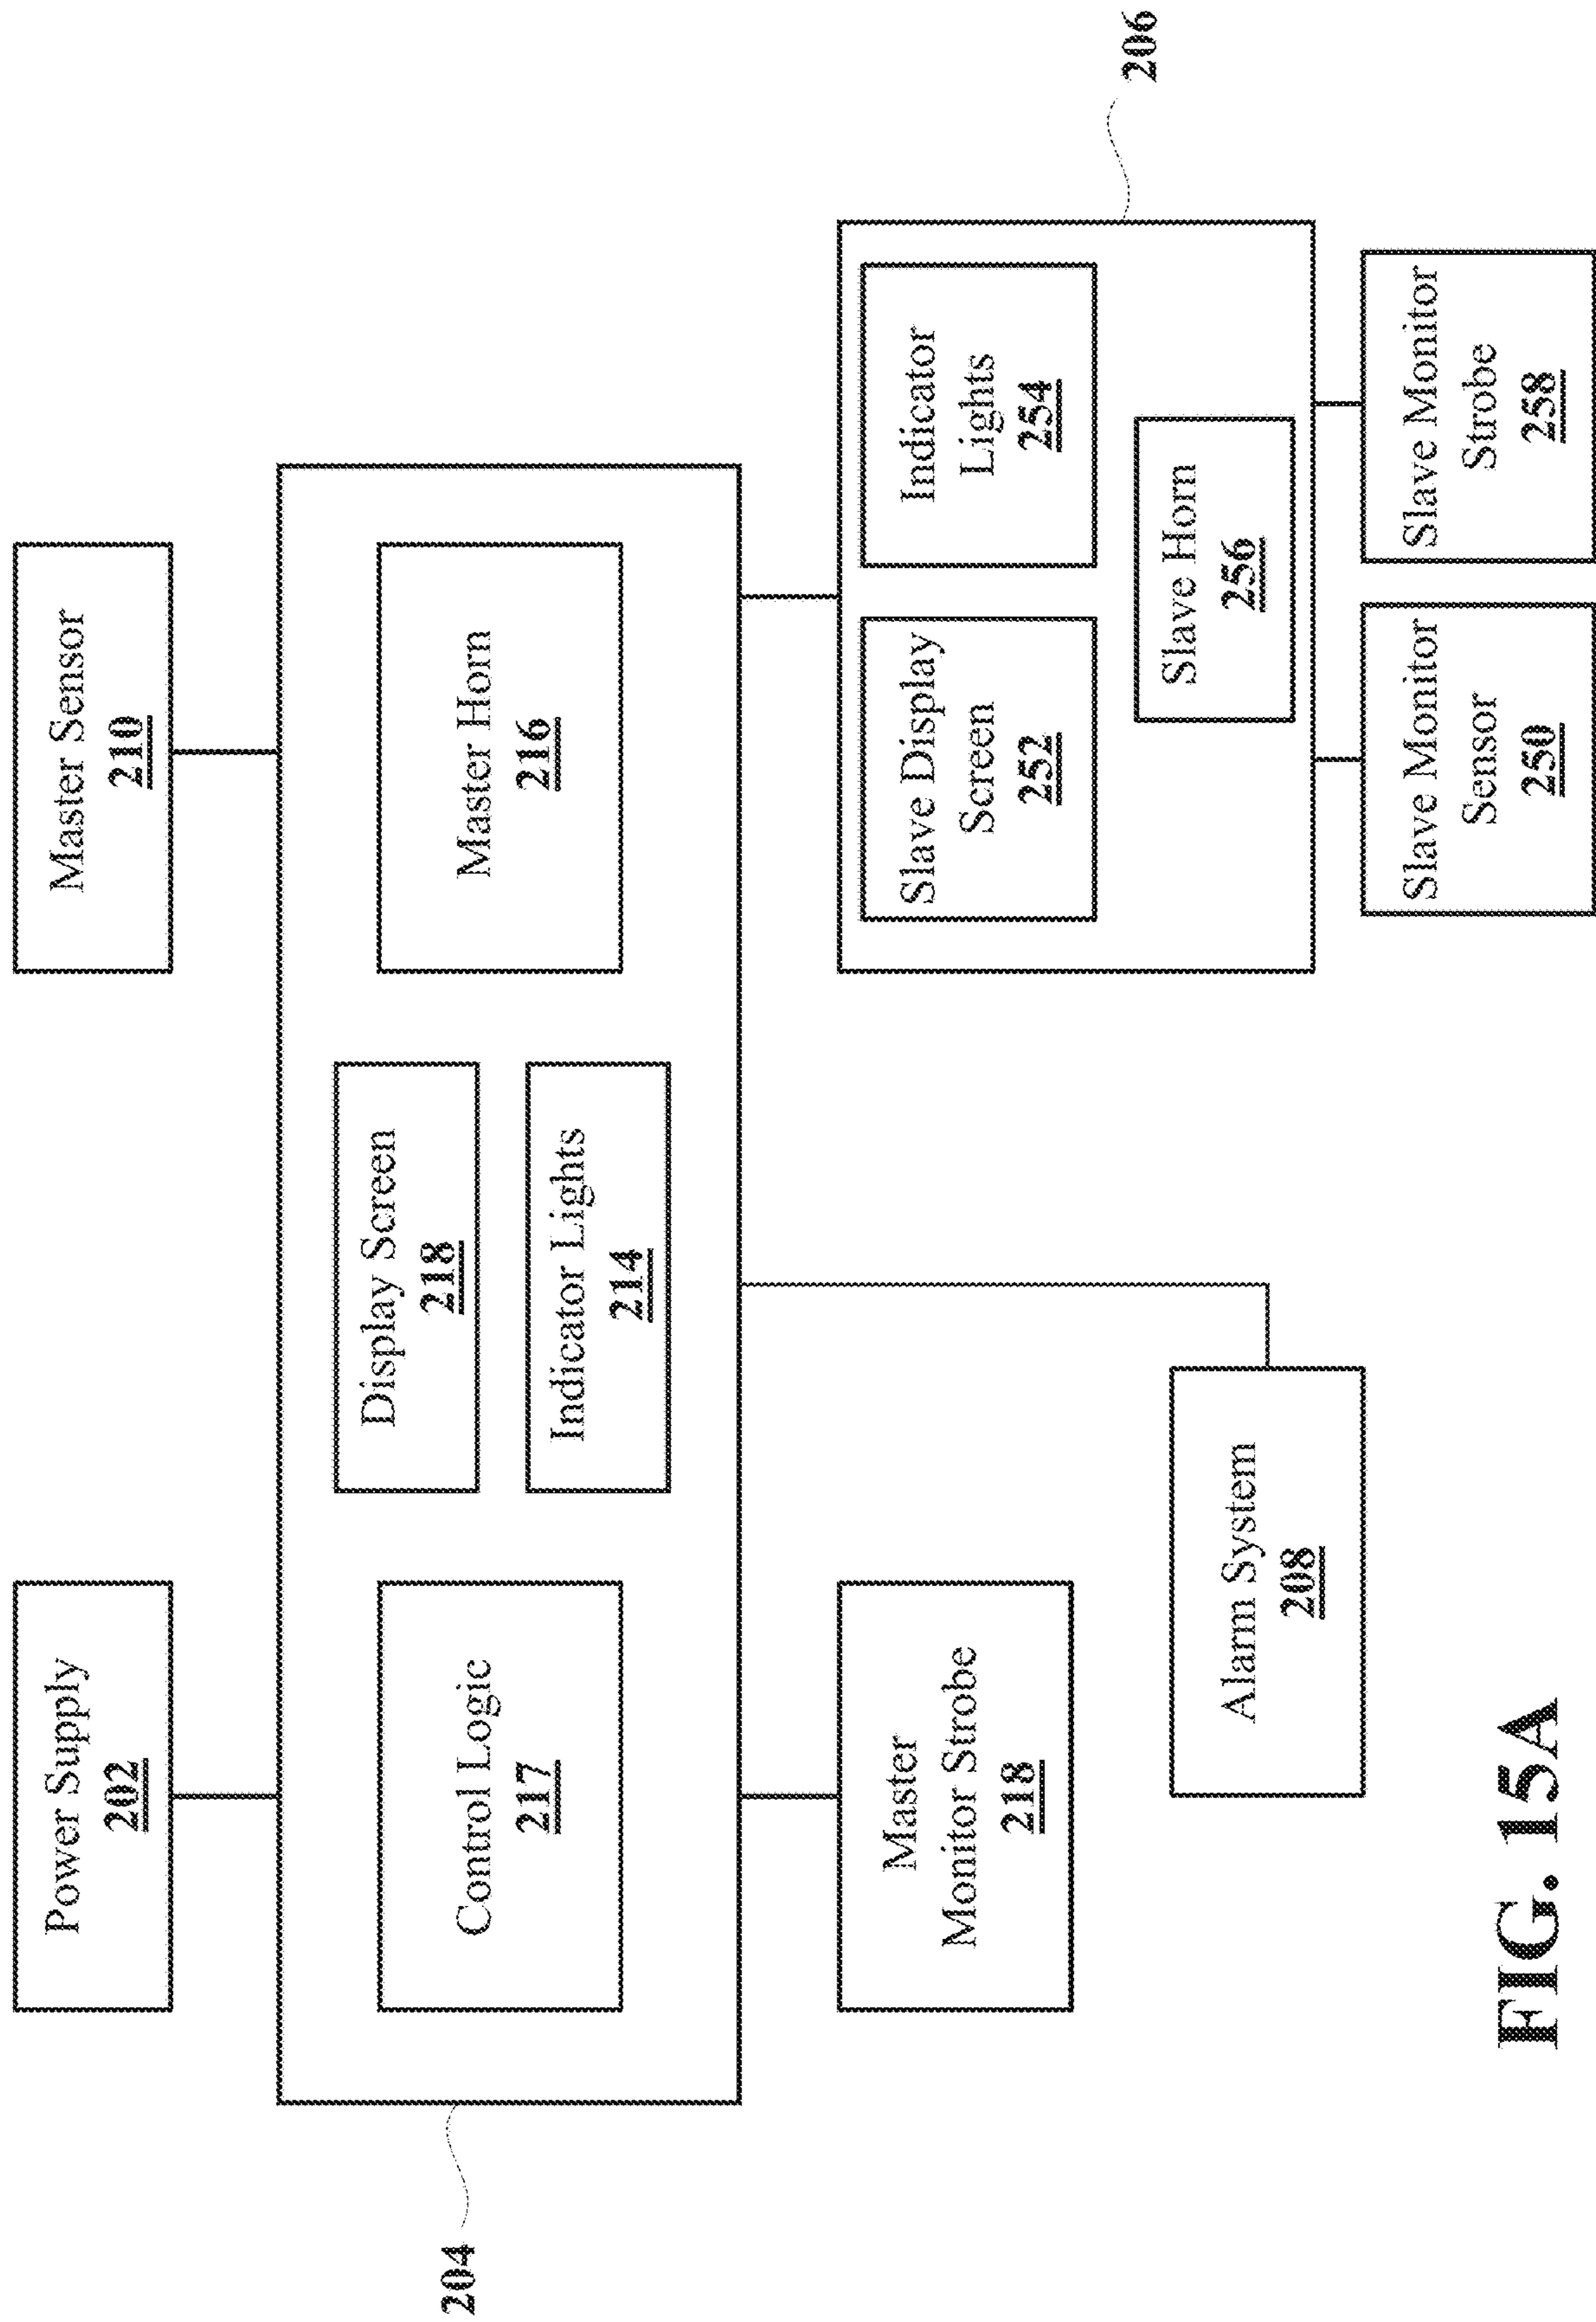 Power Supply
202
Master Sensor
210
204
Control Logic
217
Display Screen
218
Indicator Lights
214
Master Horn
216
Master
Monitor Strobe
218
Alarm System
208
206
Slave Display
Screen
252
Indicator
Lights
254
Slave Horn
256
Slave Monitor
Sensor
250
Slave Monitor
Strobe
258
FIG. 15A